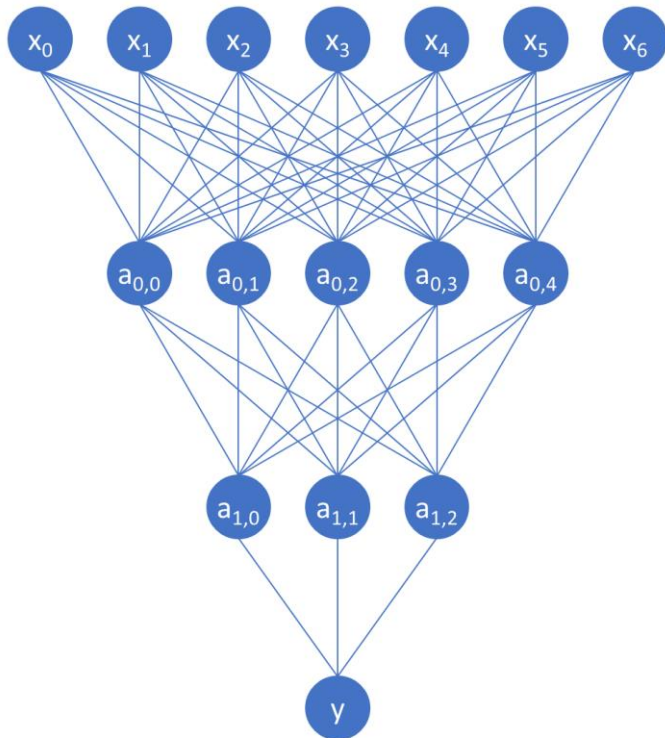 x₀ x₁ x₂ x₃ x₄ x₅ x₆
a₀,₀ a₀,₁ a₀,₂ a₀,₃ a₀,₄
a₁,₀ a₁,₁ a₁,₂
y